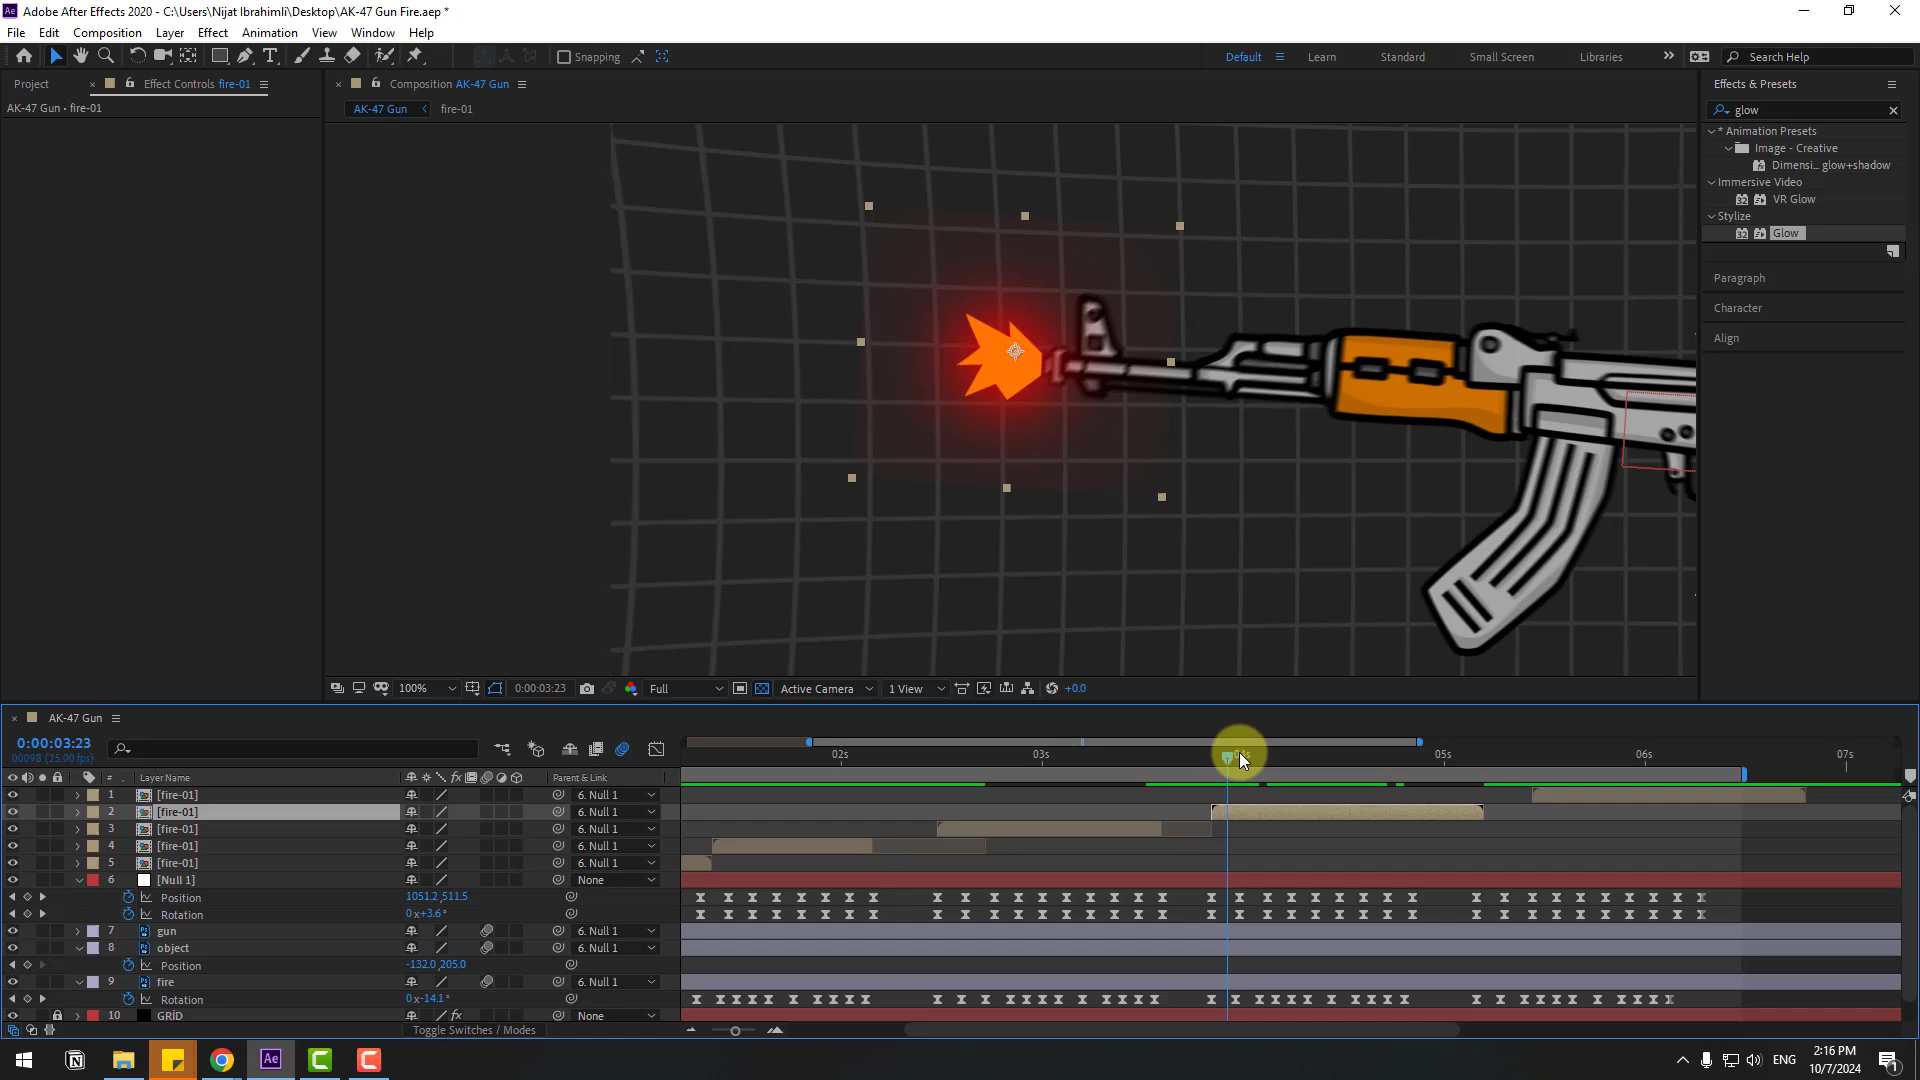 Adobe After Effects 2020 - C:\Users\Nijat Ibrahimli\Desktop\AK-47 Gun Fire.aep *
File Edit Composition Layer Effect Animation View Window Help
Snapping Default Learn Standard Small Screen Libraries Search Help
Project Effect Controls fire-01 Composition AK-47 Gun Effects & Presets
AK-47 Gun • fire-01
AK-47 Gun fire-01
glow
* Animation Presets
Image - Creative
Dimensi... glow+shadow
Immersive Video
32 VR Glow
Stylize
32 Glow
Paragraph
Character
Align
100% 0:00:03:23 Full Active Camera 1 View +0.0
AK-47 Gun
0:00:03:23
00098 (25.00 fps)
02s 03s 04s 05s 06s 07s
# Layer Name Parent & Link
1 [fire-01] 6. Null 1
2 [fire-01] 6. Null 1
3 [fire-01] 6. Null 1
4 [fire-01] 6. Null 1
5 [fire-01] 6. Null 1
6 [Null 1] None
Position 1051.2,511.5
Rotation 0x+3.6°
7 gun 6. Null 1
8 object 6. Null 1
Position -132.0,205.0
9 fire 6. Null 1
Rotation 0x-14.1°
10 GRİD fx None
Toggle Switches / Modes
Ae ENG 2:16 PM
10/7/2024
1